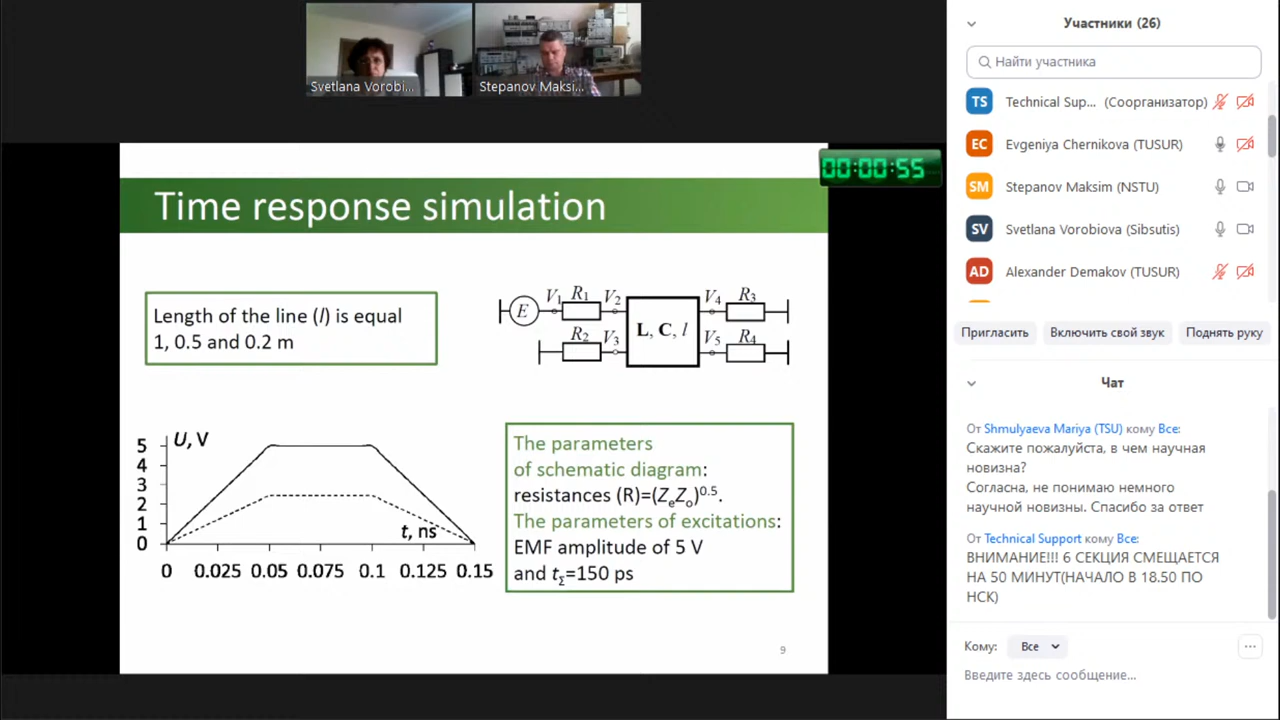 Svetlana Vorobi...
Stepanov Maksi...
00:00:55
Time response simulation
Length of the line (l) is equal
1, 0.5 and 0.2 m
E
V1
R1
V2
R2
V3
L, C, l
V4
R3
V5
R4
U, V
5
4
3
2
1
0
t, ns
0 0.025 0.05 0.075 0.1 0.125 0.15
The parameters
of schematic diagram:
resistances (R)=(ZeZo)0.5.
The parameters of excitations:
EMF amplitude of 5 V
and tΣ=150 ps
9
Участники (26)
Найти участника
TS Technical Sup... (Соорганизатор)
EC Evgeniya Chernikova (TUSUR)
SM Stepanov Maksim (NSTU)
SV Svetlana Vorobiova (Sibsutis)
AD Alexander Demakov (TUSUR)
Пригласить Включить свой звук Поднять руку
Чат
От Shmulyaeva Mariya (TSU) кому Все:
Скажите пожалуйста, в чем научная
новизна?
Согласна, не понимаю немного
научной новизны. Спасибо за ответ
От Technical Support кому Все:
ВНИМАНИЕ!!! 6 СЕКЦИЯ СМЕЩАЕТСЯ
НА 50 МИНУТ(НАЧАЛО В 18.50 ПО
НСК)
Кому: Все
Введите здесь сообщение...